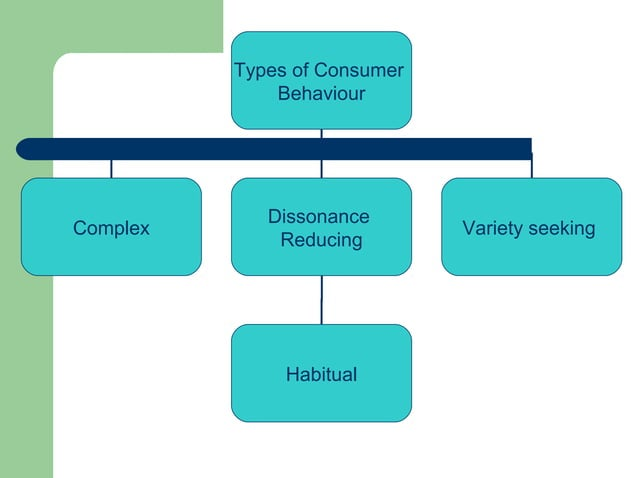 Types of Consumer
Behaviour
Complex
Dissonance
Reducing
Variety seeking
Habitual